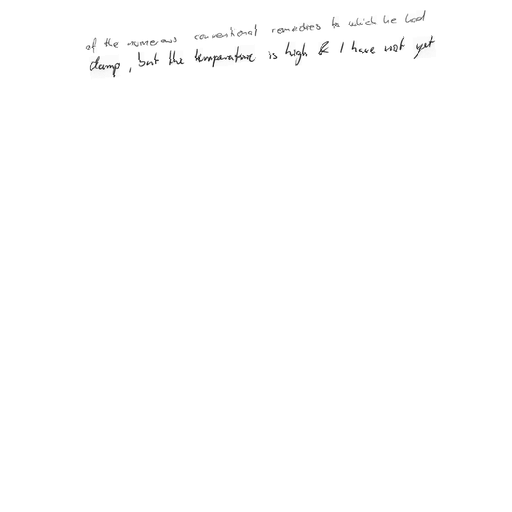 of the numerous conventional remedies to which he had
damp, but the temperature is high & I have not yet